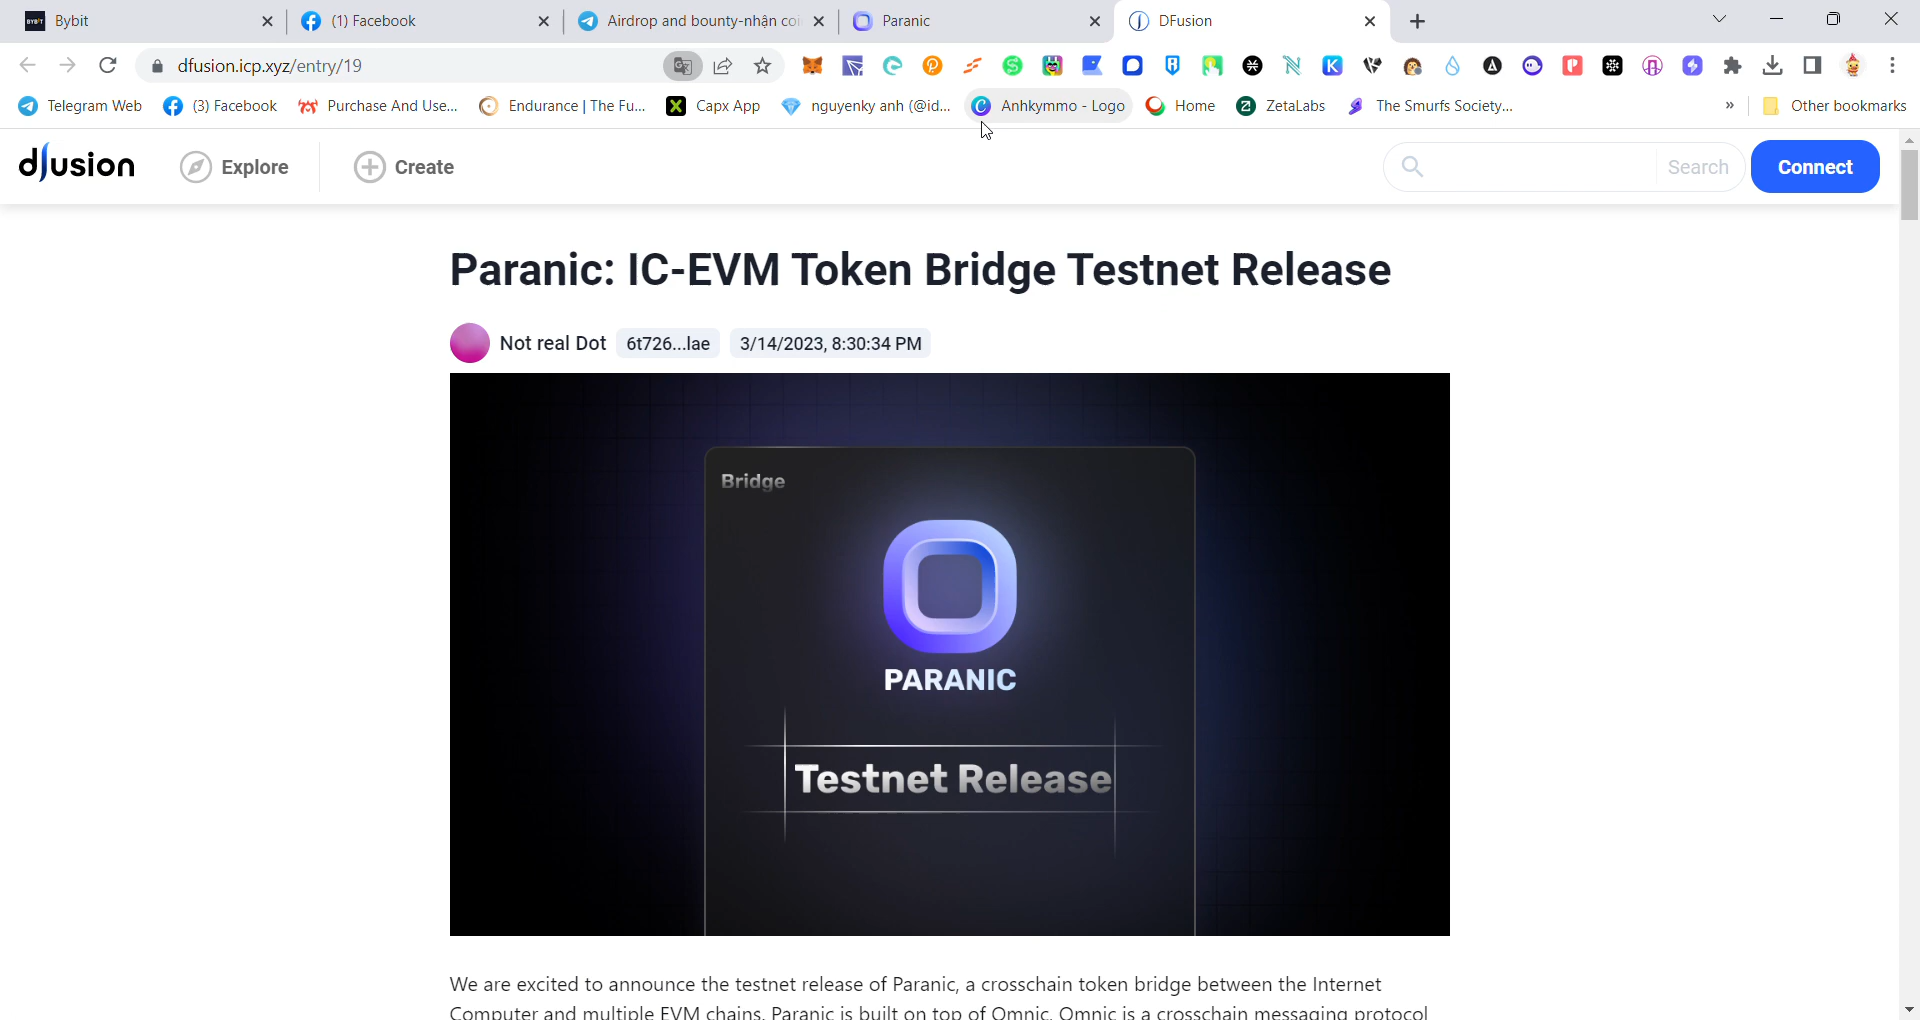 Bybit
(1) Facebook
Airdrop and bounty-nhận coi
Paranic
DFusion
dfusion.icp.xyz/entry/19
Telegram Web
(3) Facebook
Purchase And Use...
Endurance | The Fu...
Capx App
nguyenky anh (@id...
Anhkymmo - Logo
Home
ZetaLabs
The Smurfs Society...
»
Other bookmarks
dfusion
Explore
Create
Search
Connect
Paranic: IC-EVM Token Bridge Testnet Release
Not real Dot
6t726...lae
3/14/2023, 8:30:34 PM
Bridge
PARANIC
Testnet Release
We are excited to announce the testnet release of Paranic, a crosschain token bridge between the Internet
Computer and multiple EVM chains. Paranic is built on top of Omnic. Omnic is a crosschain messaging protocol